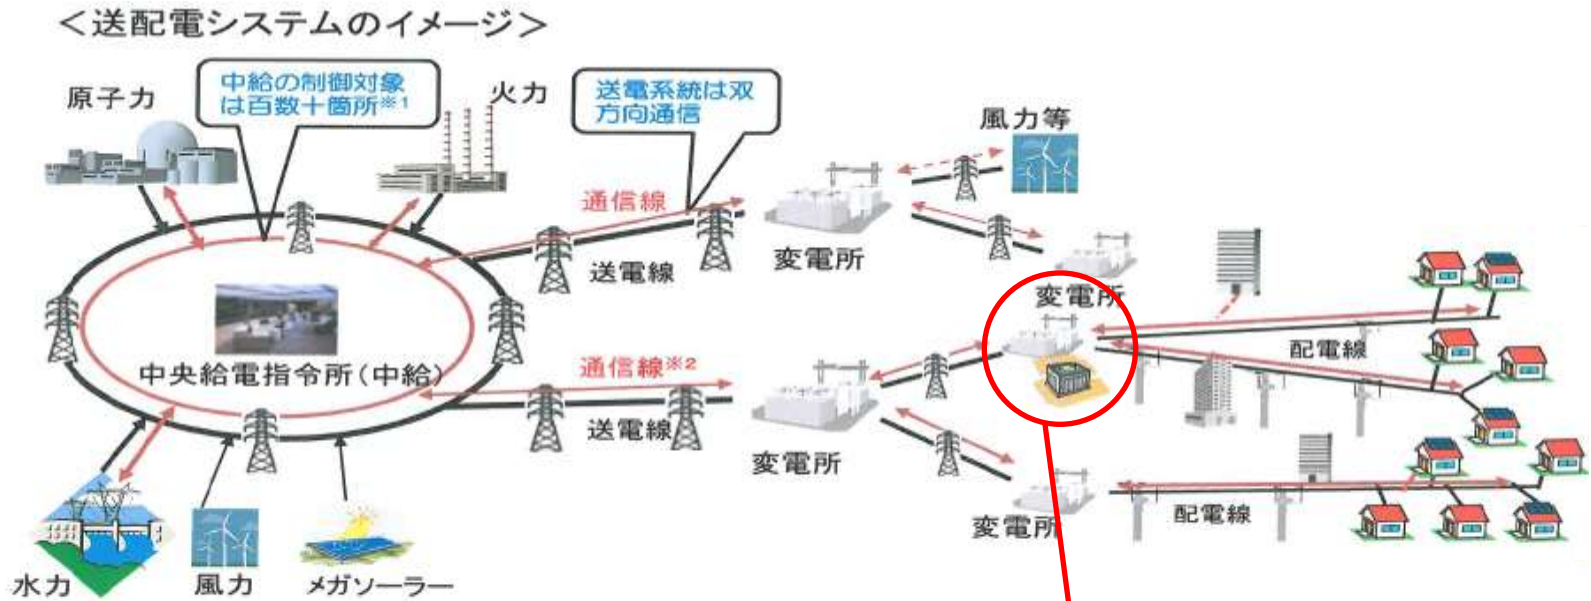 ＜送配電システムのイメージ＞
原子力
中給の制御対象
は百数十箇所※1
火力
送電系統は双
方向通信
風力等
通信線
送電線
変電所
変電所
中央給電指令所(中給)
通信線※2
送電線
変電所
配電線
変電所
配電線
水力
風力
メガソーラー